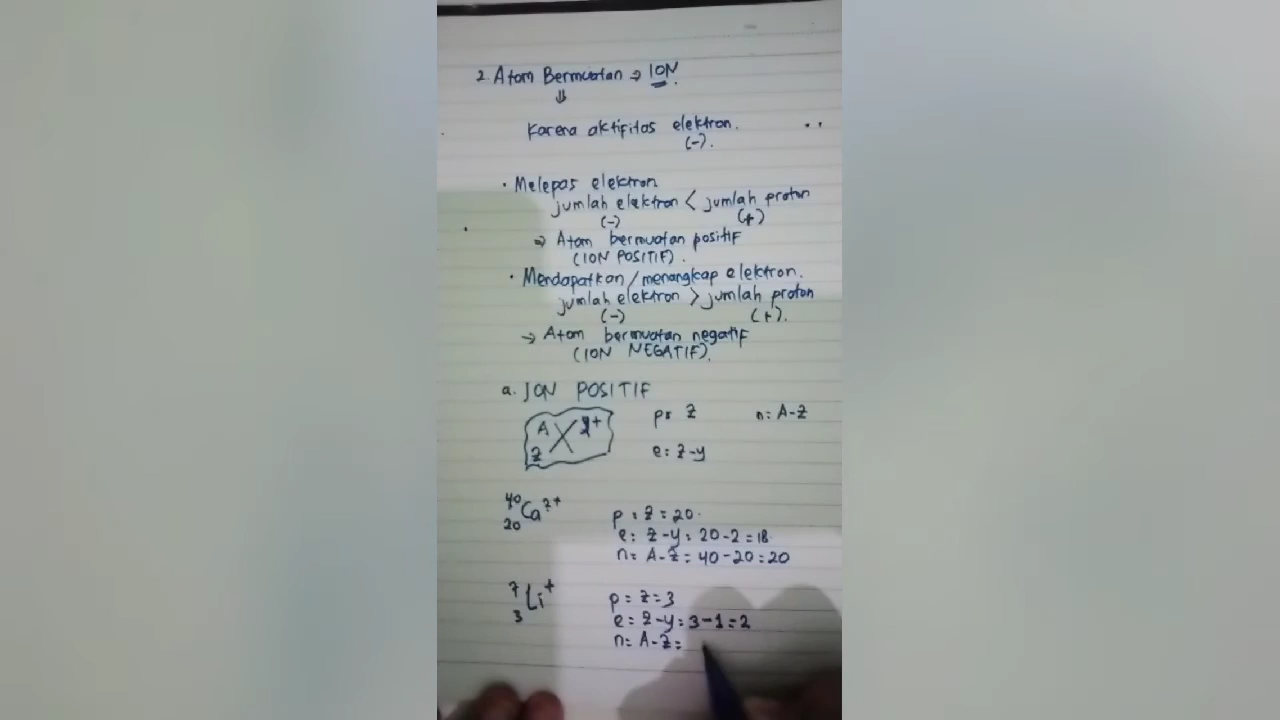 2. Atom Bermuatan ⇒ ION.
⇓
Karena aktifitas elektron.
(-).
• Melepas elektron
jumlah elektron < jumlah proton
(-) (+)
⇒ Atom bermuatan positif
(ION POSITIF).
• Mendapatkan/menangkap elektron.
jumlah elektron > jumlah proton
(-) (+).
→ Atom bermuatan negatif
(ION NEGATIF).
a. ION POSITIF
A X y+
Z
p= Z n= A-Z
e= Z-y
40 Ca 2+
20
p = Z = 20.
e= Z-y= 20-2=18.
n= A-Z= 40-20=20
7 Li +
3
p= Z=3
e= Z-y=3-1=2
n= A-Z=